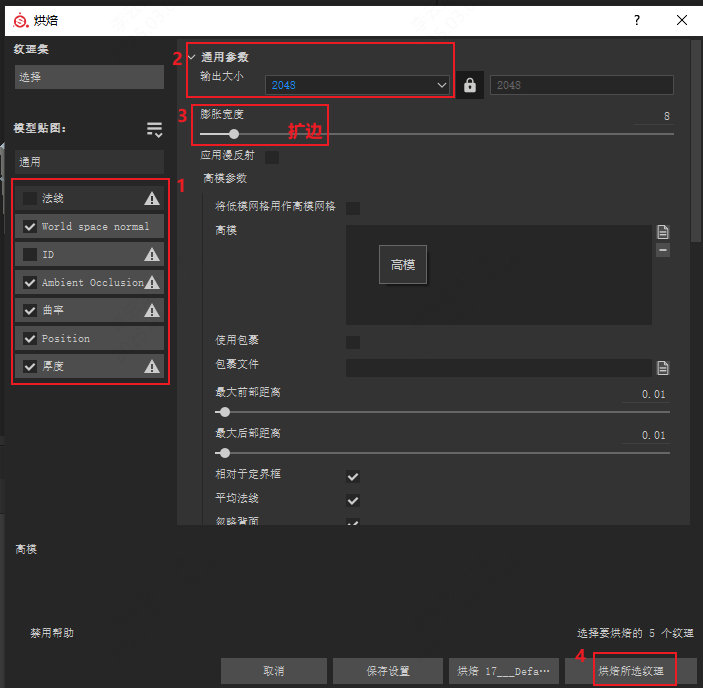 烘焙
?
纹理集
选择
模型贴图:
通用
1
法线
World space normal
ID
Ambient Occlusion
曲率
Position
厚度
2
通用参数
输出大小
2048
2048
3
膨胀宽度
扩边
8
应用漫反射
高模参数
将低模网格用作高模网格
高模
高模
使用包裹
包裹文件
最大前部距离
0.01
最大后部距离
0.01
相对于定界框
平均法线
忽略背面
高模
禁用帮助
选择要烘焙的 5 个纹理
4
取消
保存设置
烘焙 17___Defa…
烘焙所选纹理